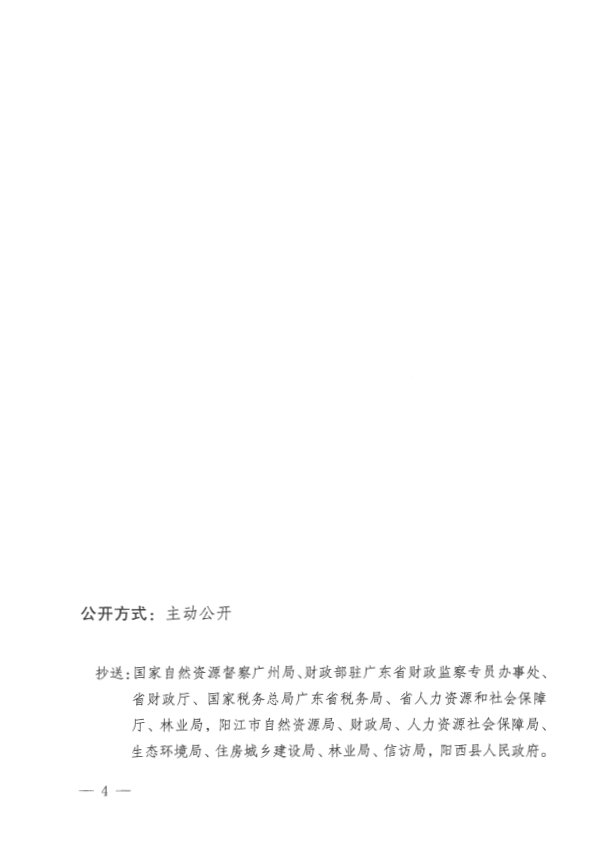 公开方式：主动公开
抄送：国家自然资源督察广州局、财政部驻广东省财政监察专员办事处、
省财政厅、国家税务总局广东省税务局、省人力资源和社会保障
厅、林业局，阳江市自然资源局、财政局、人力资源社会保障局、
生态环境局、住房城乡建设局、林业局、信访局，阳西县人民政府。
— 4 —